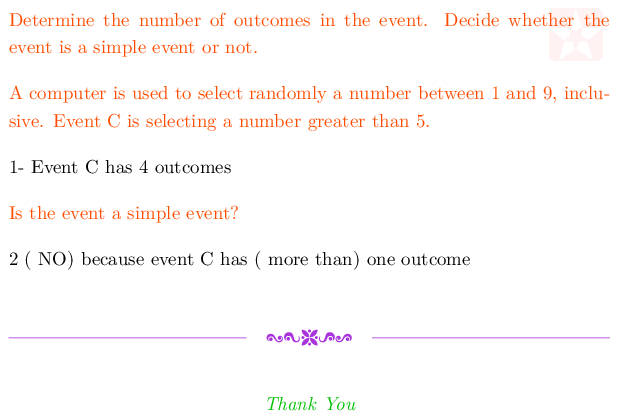 Determine the number of outcomes in the event. Decide whether the
event is a simple event or not.
A computer is used to select randomly a number between 1 and 9, inclu-
sive. Event C is selecting a number greater than 5.
1- Event C has 4 outcomes
Is the event a simple event?
2 ( NO) because event C has ( more than) one outcome
Thank You